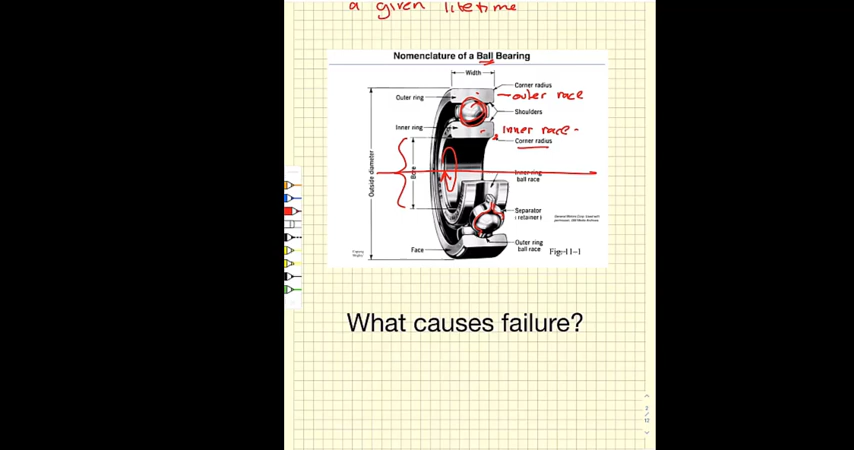 a given lifetime
Nomenclature of a Ball Bearing
Width
Corner radius
Outer ring
outer race
Shoulders
Inner ring
Inner race
Corner radius
Outside diameter
Bore
Inner ring
ball race
Separator
(retainer)
Outer ring
ball race
Face
Fig. 11-1
What causes failure?